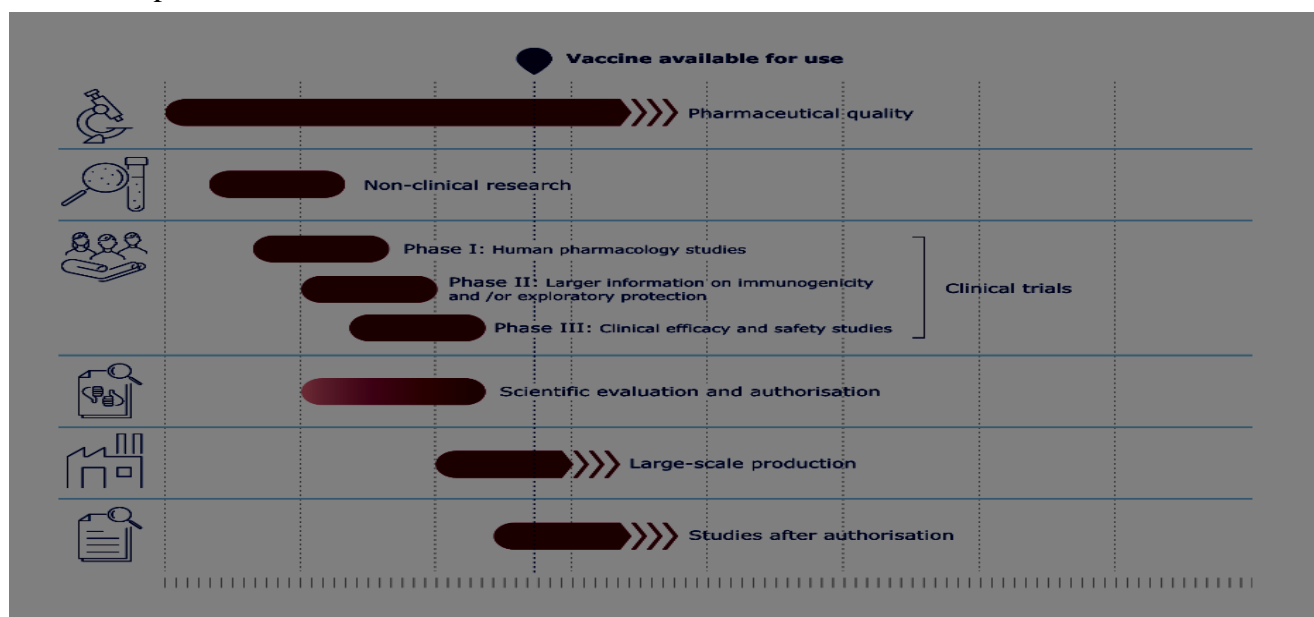 Vaccine available for use
Pharmaceutical quality
Non-clinical research
Phase I: Human pharmacology studies
Phase II: Larger information on immunogenicity
and /or exploratory protection
Phase III: Clinical efficacy and safety studies
Clinical trials
Scientific evaluation and authorisation
Large-scale production
Studies after authorisation